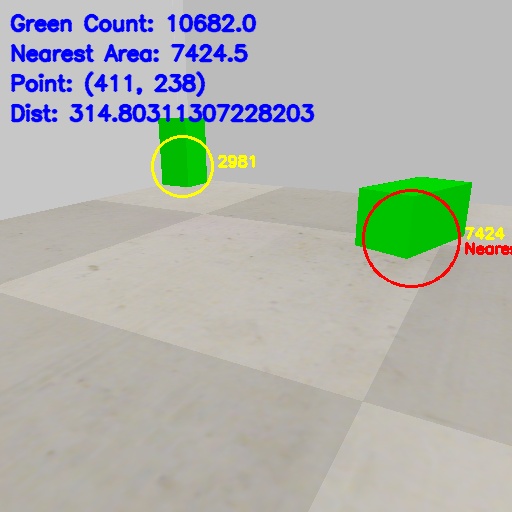 Green Count: 10682.0
Nearest Area: 7424.5
Point: (411, 238)
Dist: 314.80311307228203
2981
7424
Neares